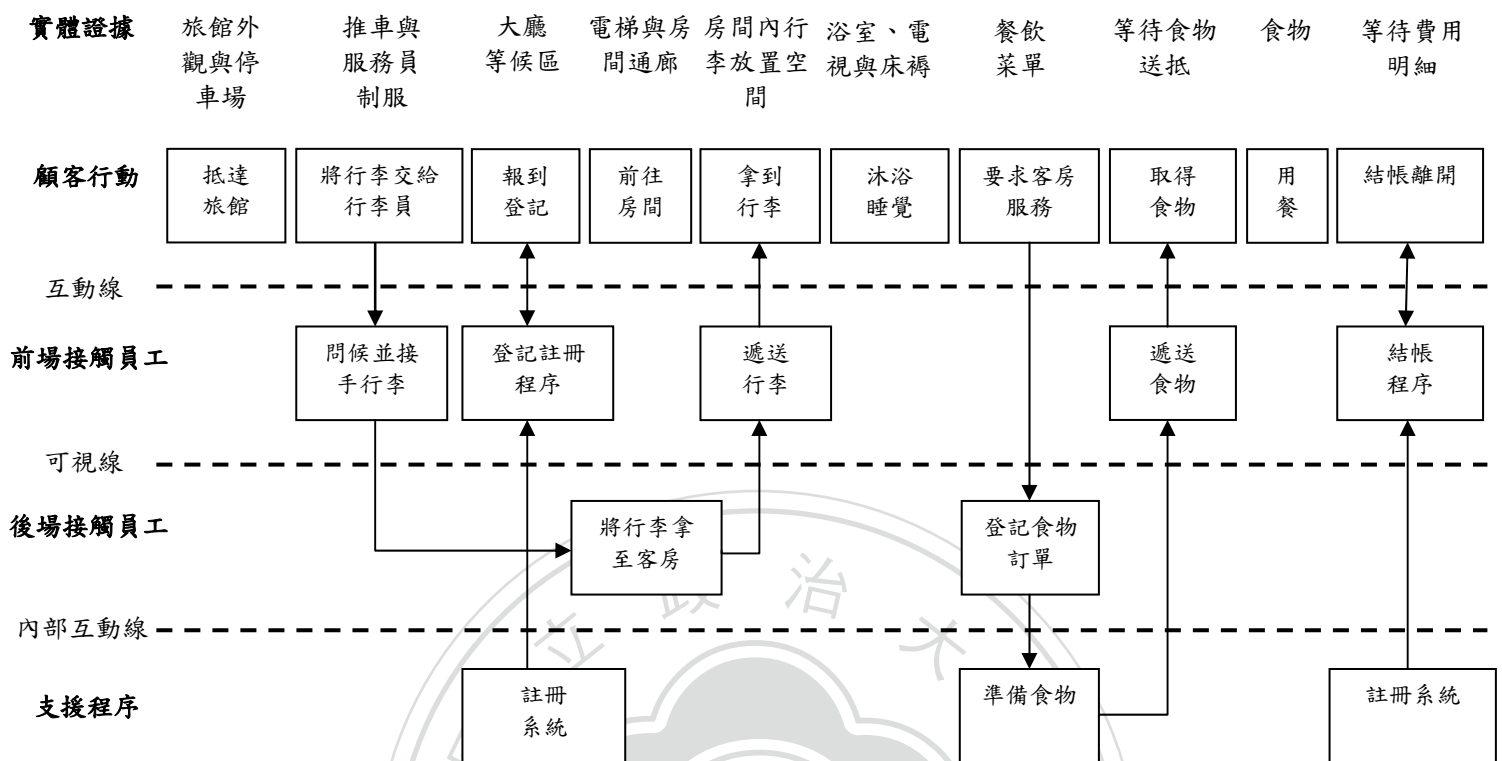 實體證據
旅館外
觀與停
車場
推車與
服務員
制服
大廳
等候區
電梯與房
間通廊
房間內行
李放置空
間
浴室、電
視與床褥
餐飲
菜單
等待食物
送抵
食物
等待費用
明細
顧客行動
抵達
旅館
將行李交給
行李員
報到
登記
前往
房間
拿到
行李
沐浴
睡覺
要求客房
服務
取得
食物
用
餐
結帳離開
互動線
前場接觸員工
問候並接
手行李
登記註冊
程序
遞送
行李
遞送
食物
結帳
程序
可視線
後場接觸員工
將行李拿
至客房
登記食物
訂單
內部互動線
支援程序
註冊
系統
準備食物
註冊系統
立 政 治 大